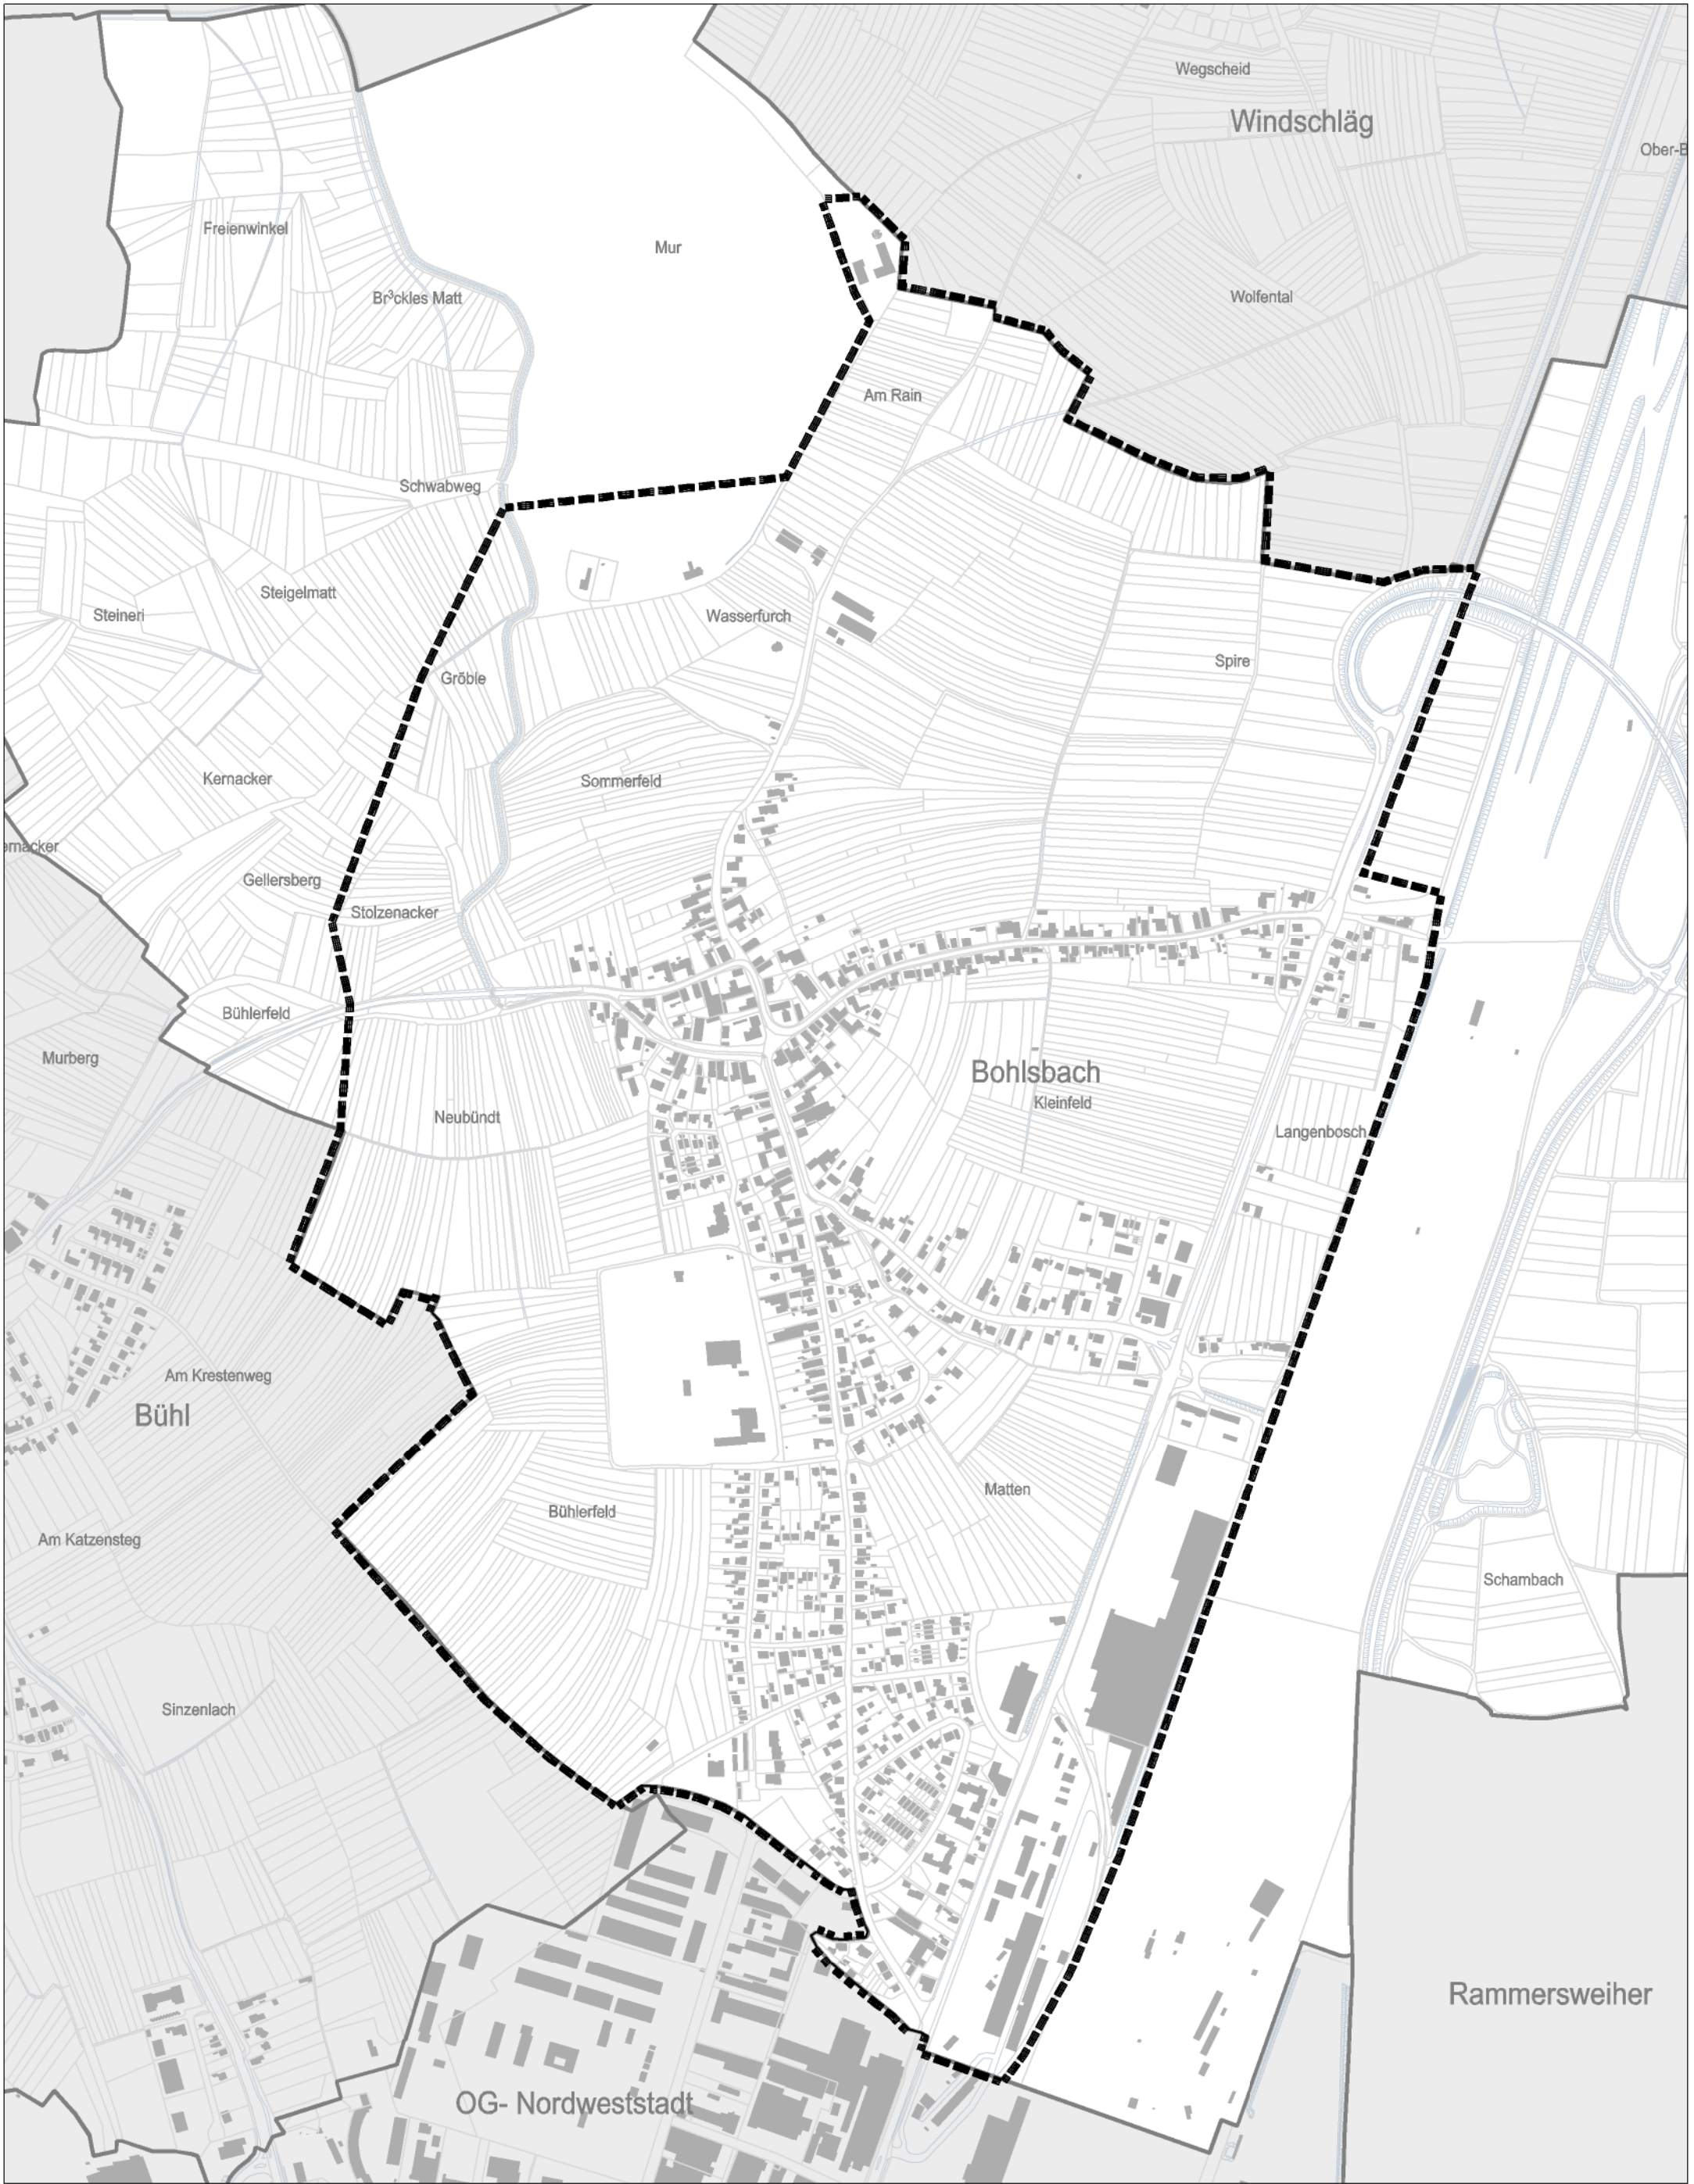 Wegscheid
Windschläg
Ober-B
Freienwinkel
Mur
Br³ckles Matt
Wolfental
Am Rain
Schwabweg
Steigelmatt
Steineri
Wasserfurch
Spire
Gröble
Kernacker
Sommerfeld
ernacker
Gellersberg
Stolzenacker
Bühlerfeld
Murberg
Bohlsbach
Kleinfeld
Neubündt
Langenbosch
Am Krestenweg
Bühl
Matten
Bühlerfeld
Am Katzensteg
Schambach
Sinzenlach
Rammersweiher
OG- Nordweststadt